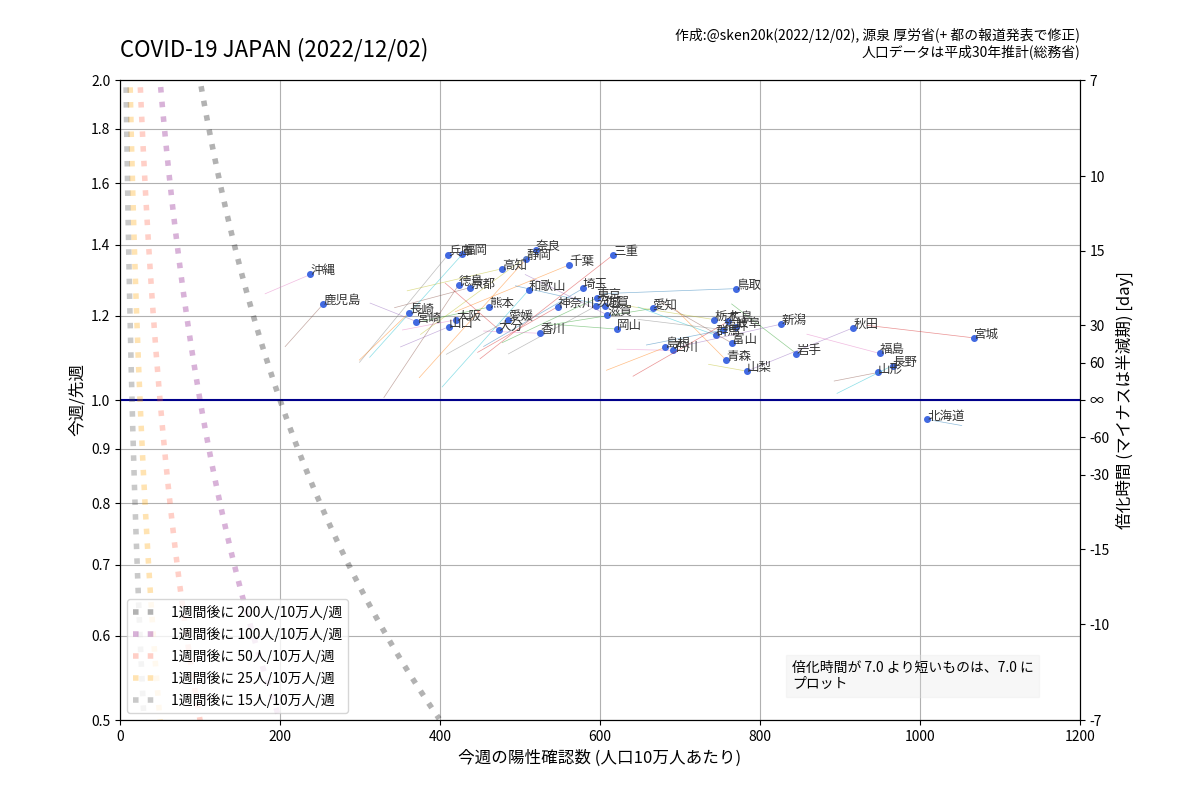 COVID-19 JAPAN (2022/12/02)
作成:@sken20k(2022/12/02), 源泉 厚労省(+ 都の報道発表で修正)
人口データは平成30年推計(総務省)
今週/先週
2.0
1.8
1.6
1.4
1.2
1.0
0.9
0.8
0.7
0.6
0.5
7
10
15
30
60
∞
-60
-30
-15
-10
-7
倍化時間 (マイナスは半減期) [day]
沖縄
鹿児島
兵庫
福岡
奈良
静岡
高知
千葉
三重
徳島
京都
和歌山
埼玉
東京
鳥取
長崎
宮崎
熊本
大阪
山口
愛媛
大分
神奈川
滋賀
香川
岡山
愛知
栃木
広島
岐阜
群馬
富山
新潟
秋田
宮城
島根
石川
青森
山梨
岩手
福島
長野
山形
北海道
1週間後に 200人/10万人/週
1週間後に 100人/10万人/週
1週間後に 50人/10万人/週
1週間後に 25人/10万人/週
1週間後に 15人/10万人/週
倍化時間が 7.0 より短いものは、7.0 に
プロット
0
200
400
600
800
1000
1200
今週の陽性確認数 (人口10万人あたり)